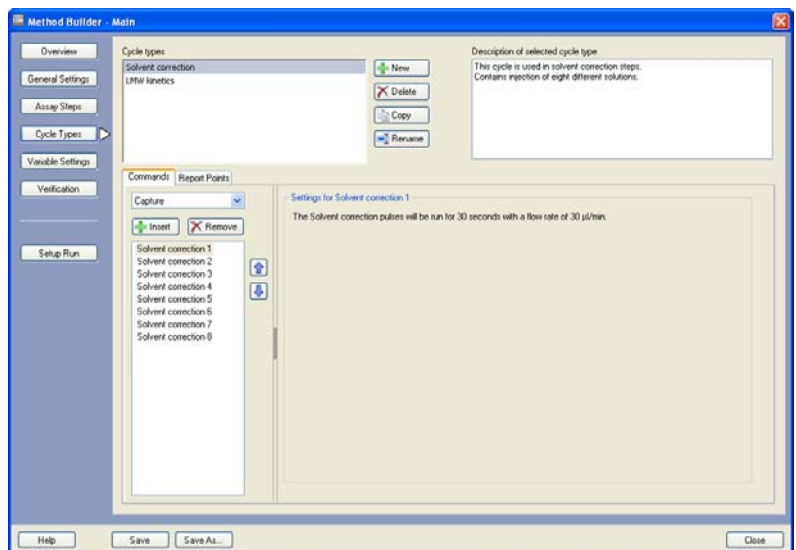 Method Builder - Main
Overview
General Settings
Assay Steps
Cycle Types
Variable Settings
Verification
Setup Run
Cycle types
Solvent correction
LMW kinetics
New
Delete
Copy
Rename
Description of selected cycle type
This cycle is used in solvent correction steps.
Contains injection of eight different solutions.
Commands
Report Points
Capture
Insert
Remove
Solvent correction 1
Solvent correction 2
Solvent correction 3
Solvent correction 4
Solvent correction 5
Solvent correction 6
Solvent correction 7
Solvent correction 8
Settings for Solvent correction 1
The Solvent correction pulses will be run for 30 seconds with a flow rate of 30 µl/min.
Help
Save
Save As...
Close